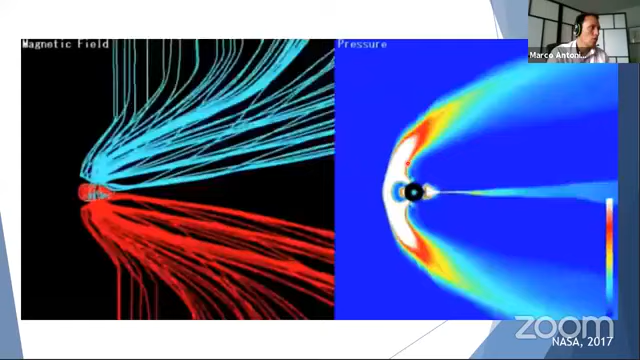 Magnetic Field
Pressure
Marco Antoni...
zoom
NASA, 2017